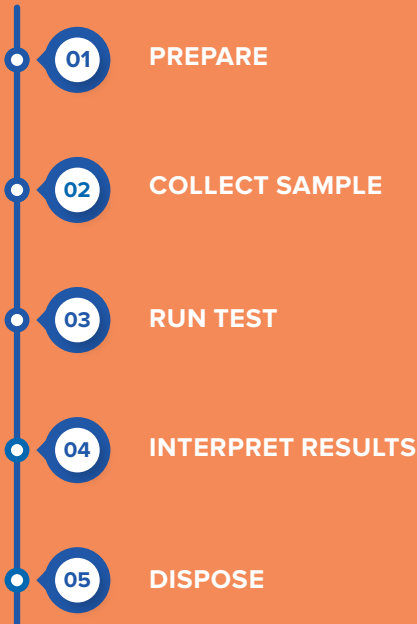 01 PREPARE
02 COLLECT SAMPLE
03 RUN TEST
04 INTERPRET RESULTS
05 DISPOSE